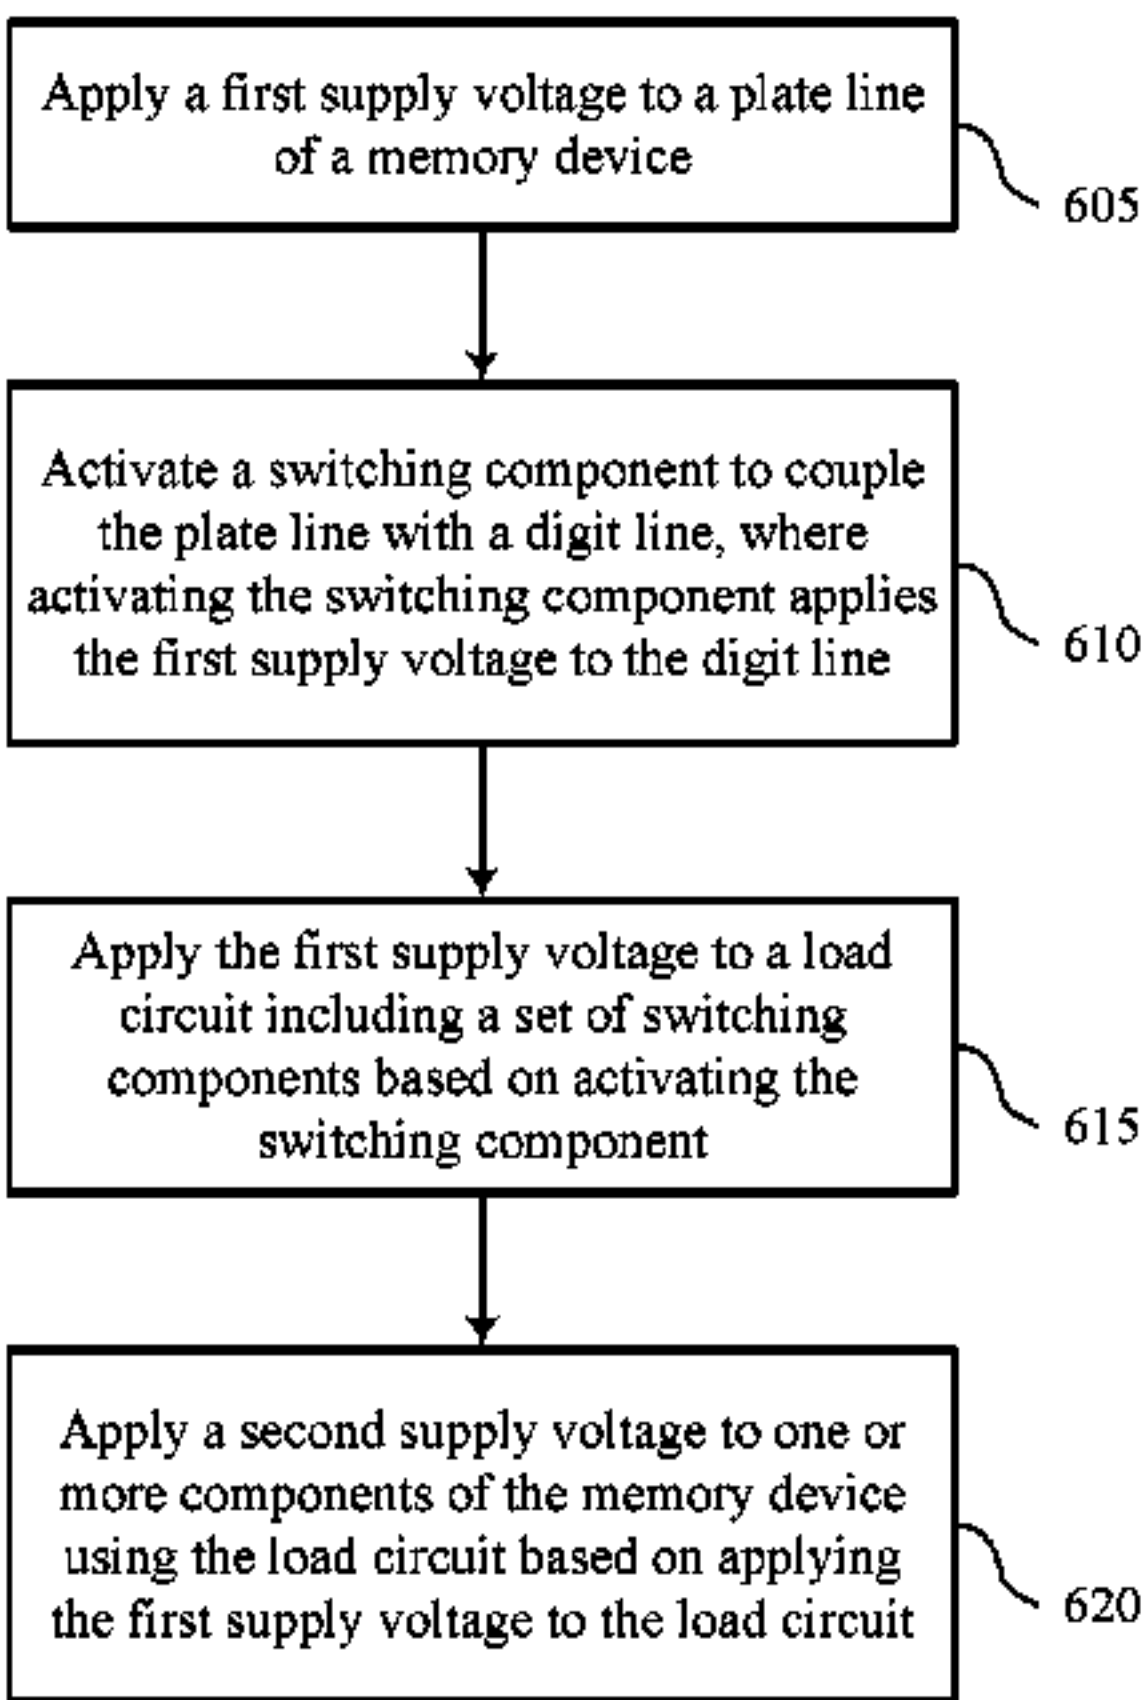 Apply a first supply voltage to a plate line
of a memory device
605
Activate a switching component to couple
the plate line with a digit line, where
activating the switching component applies
the first supply voltage to the digit line
610
Apply the first supply voltage to a load
circuit including a set of switching
components based on activating the
switching component
615
Apply a second supply voltage to one or
more components of the memory device
using the load circuit based on applying
the first supply voltage to the load circuit
620